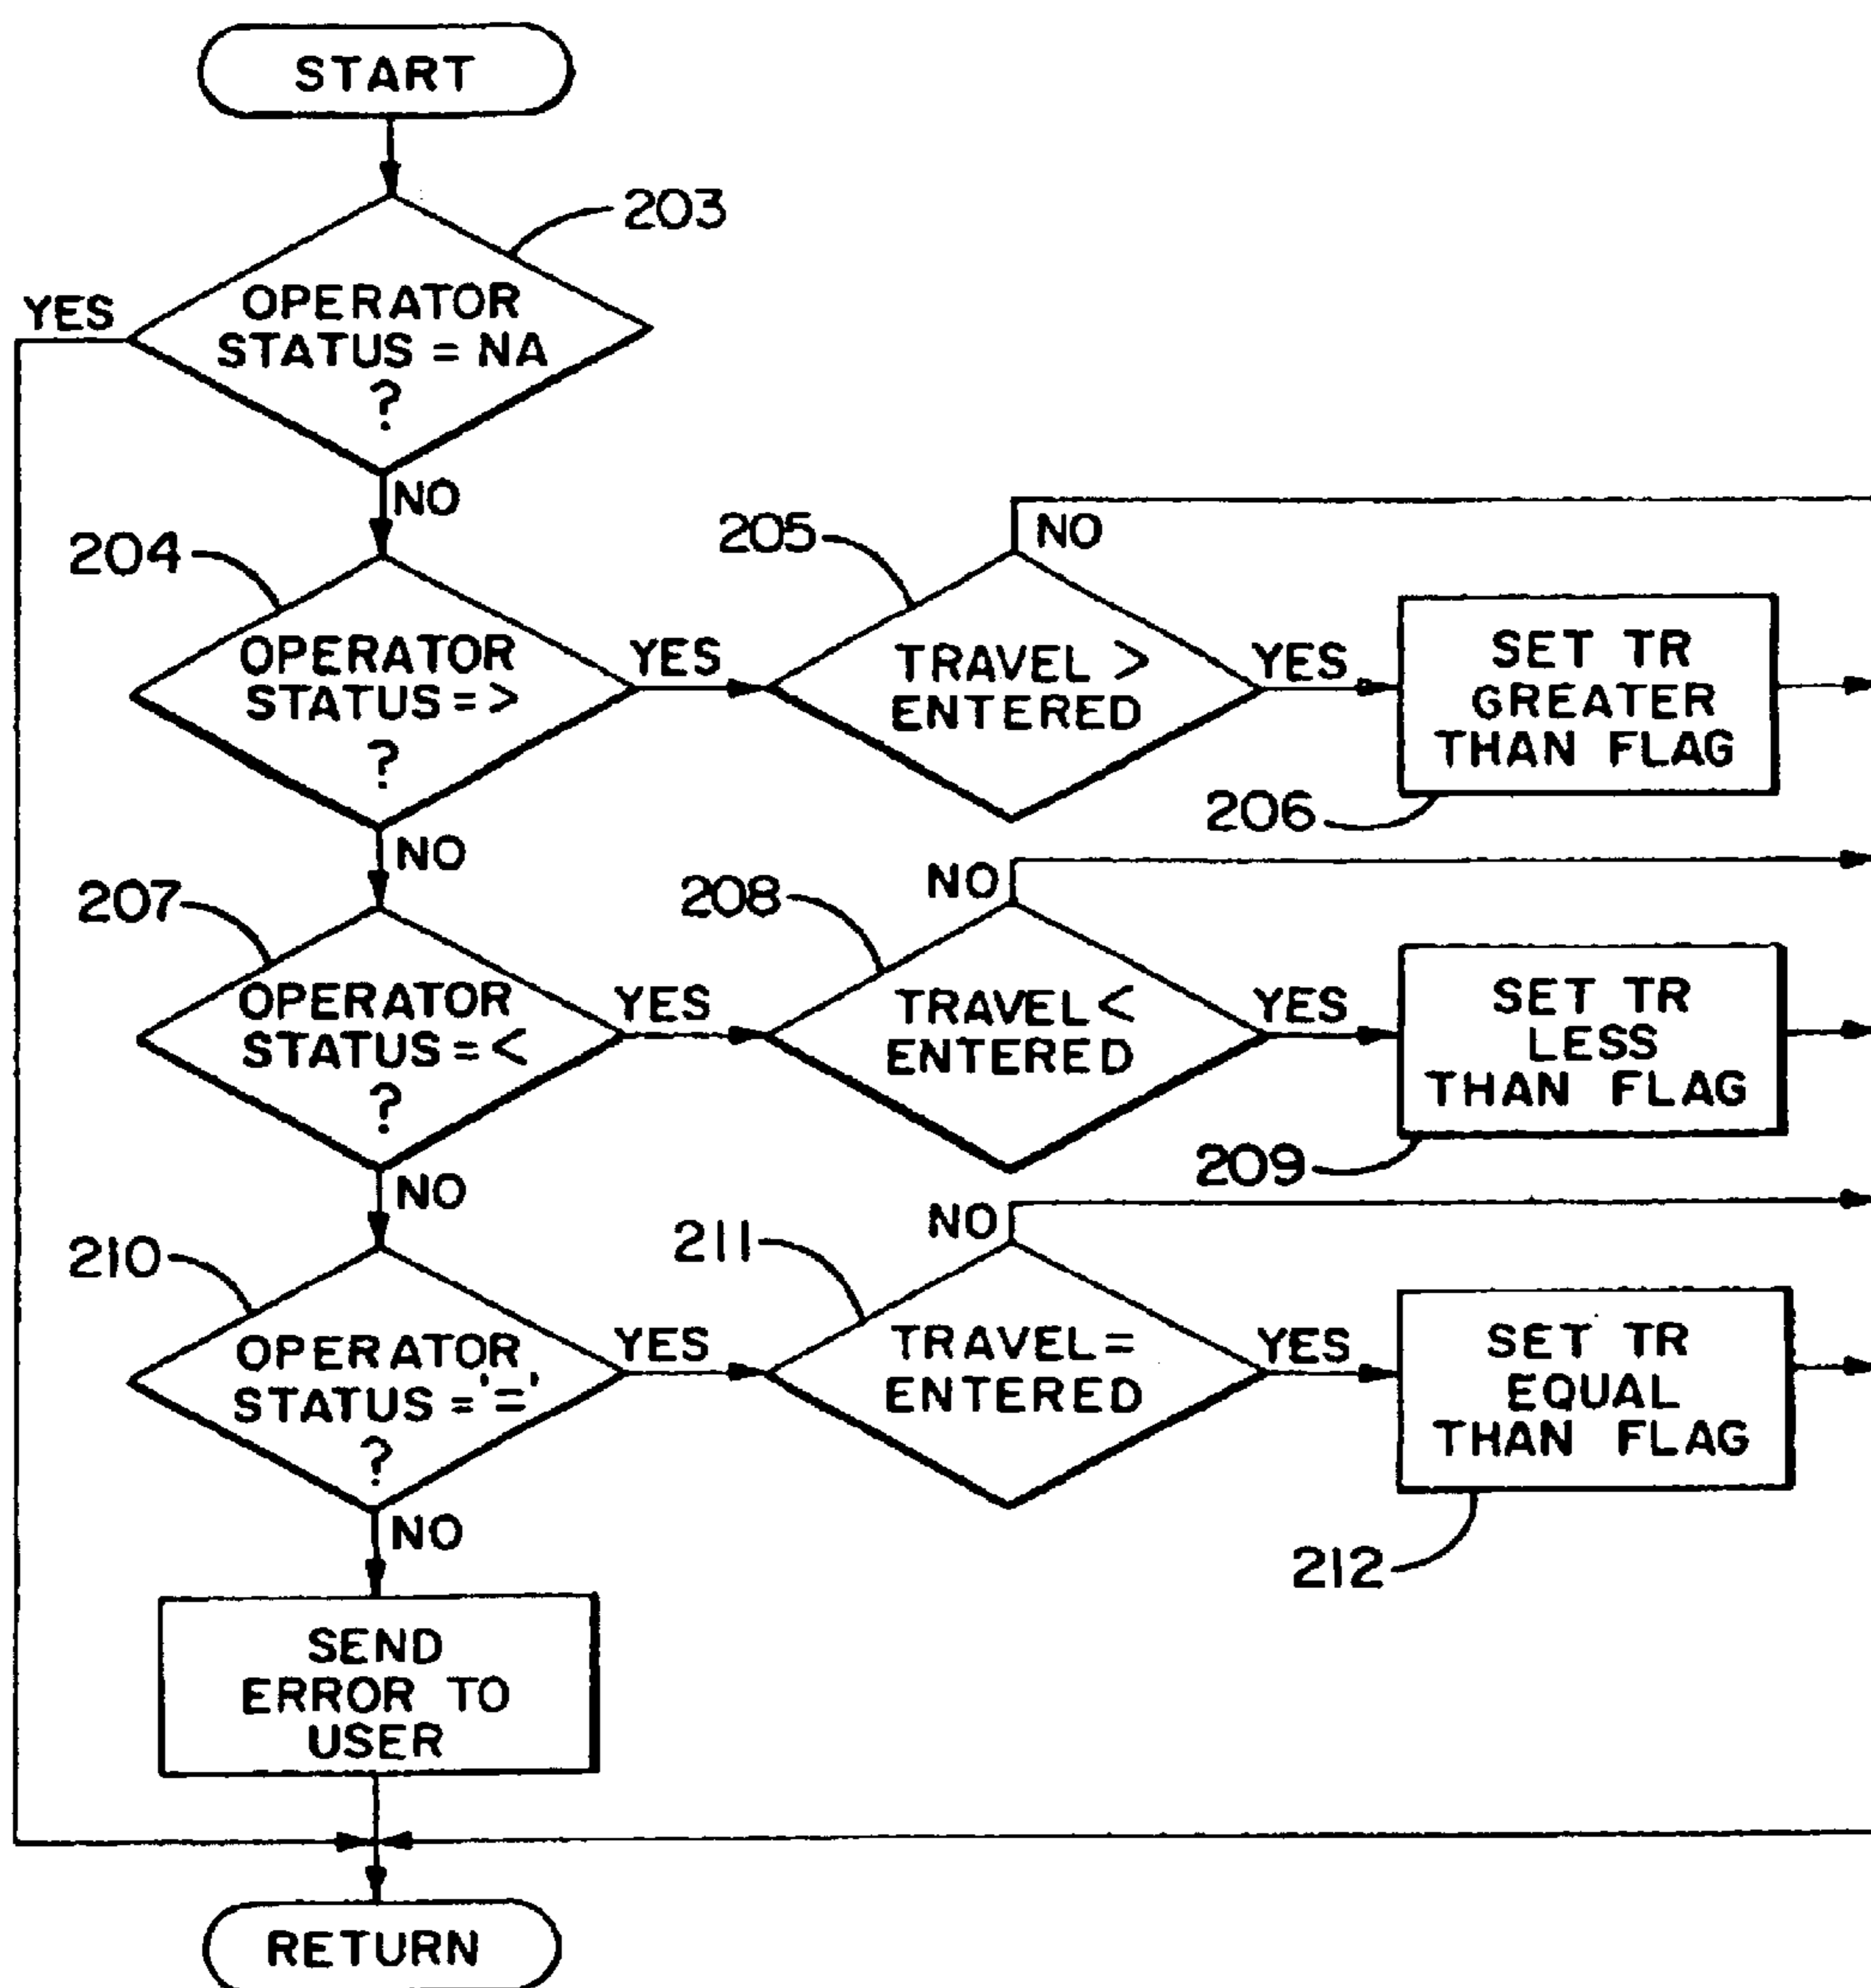 START
203
YES
OPERATOR
STATUS = NA
?
NO
204
205
NO
OPERATOR
STATUS = >
?
YES
TRAVEL >
ENTERED
YES
SET TR
GREATER
THAN FLAG
206
NO
207
208
NO
OPERATOR
STATUS = <
?
YES
TRAVEL <
ENTERED
YES
SET TR
LESS
THAN FLAG
209
NO
210
211
NO
OPERATOR
STATUS = '='
?
YES
TRAVEL =
ENTERED
YES
SET TR
EQUAL
THAN FLAG
212
NO
SEND
ERROR TO
USER
RETURN